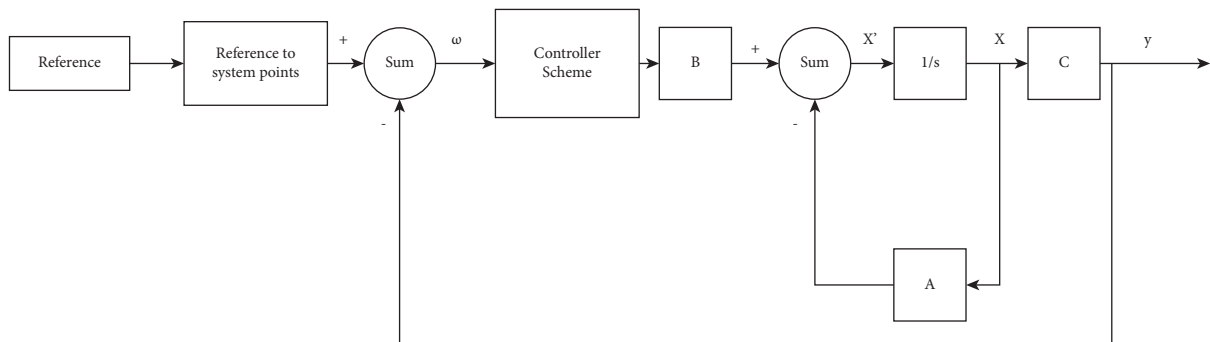 Reference
Reference to
system points
+
Sum
ω
Controller
Scheme
B
+
Sum
X'
1/s
X
C
y
-
-
A